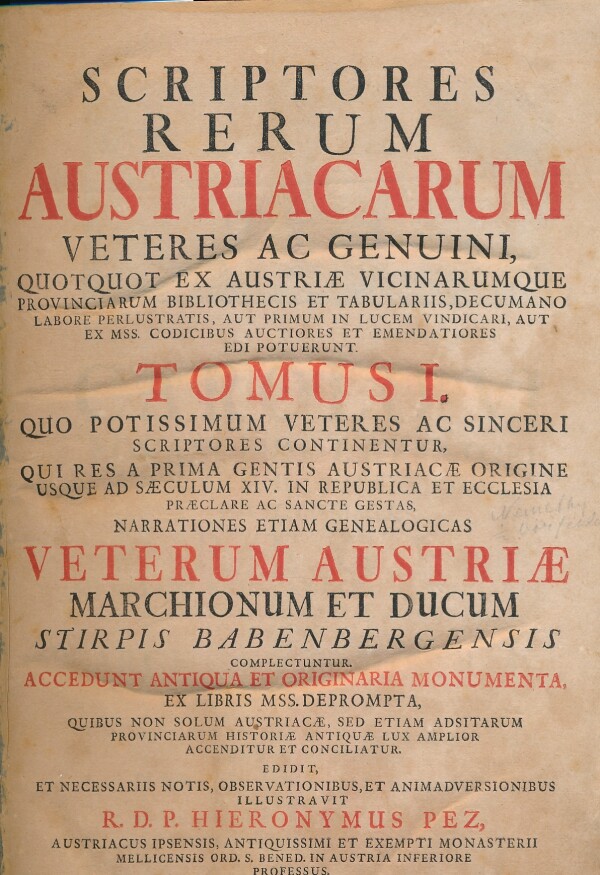 SCRIPTORES
RERUM
AUSTRIACARUM
VETERES AC GENUINI,
QUOTQUOT EX AUSTRIÆ VICINARUMQUE
PROVINCIARUM BIBLIOTHECIS ET TABULARIIS, DECUMANO
LABORE PERLUSTRATIS, AUT PRIMUM IN LUCEM VINDICARI, AUT
EX MSS. CODICIBUS AUCTIORES ET EMENDATIORES
EDI POTUERUNT.
TOMUS I.
QUO POTISSIMUM VETERES AC SINCERI
SCRIPTORES CONTINENTUR,
QUI RES A PRIMA GENTIS AUSTRIACÆ ORIGINE
USQUE AD SÆCULUM XIV. IN REPUBLICA ET ECCLESIA
PRÆCLARE AC SANCTE GESTAS,
NARRATIONES ETIAM GENEALOGICAS
VETERUM AUSTRIÆ
MARCHIONUM ET DUCUM
STIRPIS BABENBERGENSIS
COMPLECTUNTUR.
ACCEDUNT ANTIQUA ET ORIGINARIA MONUMENTA,
EX LIBRIS MSS. DEPROMPTA,
QUIBUS NON SOLUM AUSTRIACÆ, SED ETIAM ADSITARUM
PROVINCIARUM HISTORIÆ ANTIQUÆ LUX AMPLIOR
ACCENDITUR ET CONCILIATUR.
EDIDIT,
ET NECESSARIIS NOTIS, OBSERVATIONIBUS, ET ANIMADVERSIONIBUS
ILLUSTRAVIT
R. D. P. HIERONYMUS PEZ,
AUSTRIACUS IPSENSIS, ANTIQUISSIMI ET EXEMPTI MONASTERII
MELLICENSIS ORD. S. BENED. IN AUSTRIA INFERIORE
PROFESSUS.